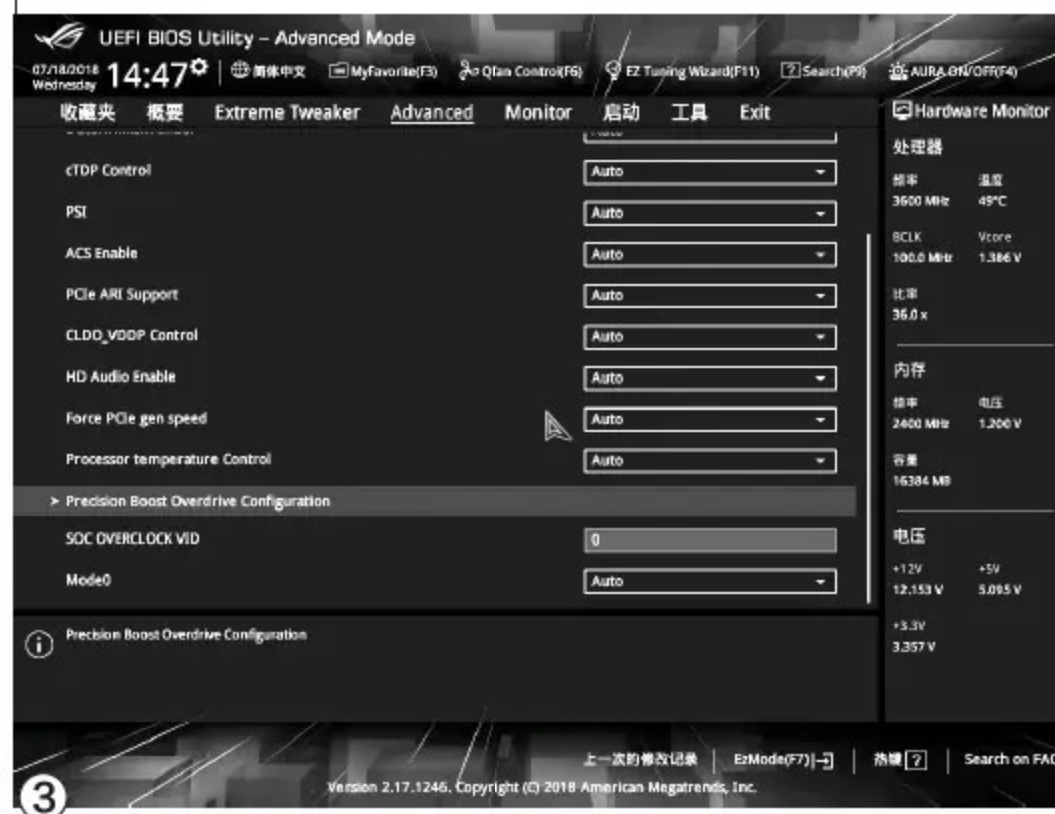 UEFI BIOS Utility – Advanced Mode
07/18/2018 Wednesday 14:47 简体中文 MyFavorite(F3) Qfan Control(F6) EZ Tuning Wizard(F11) Search(F9) AURA ON/OFF(F4)
收藏夹 概要 Extreme Tweaker Advanced Monitor 启动 工具 Exit
Hardware Monitor
cTDP Control Auto
PSI Auto
ACS Enable Auto
PCIe ARI Support Auto
CLDO_VDDP Control Auto
HD Audio Enable Auto
Force PCIe gen speed Auto
Processor temperature Control Auto
> Precision Boost Overdrive Configuration
SOC OVERCLOCK VID 0
Mode0 Auto
Precision Boost Overdrive Configuration
处理器
频率 温度
3600 MHz 49°C
BCLK Vcore
100.0 MHz 1.386 V
比率
36.0 x
内存
频率 电压
2400 MHz 1.200 V
容量
16384 MB
电压
+12V +5V
12.153 V 5.095 V
+3.3V
3.357 V
上一次的修改记录 EzMode(F7) 热键 ? Search on FAQ
Version 2.17.1246. Copyright (C) 2018 American Megatrends, Inc.
3